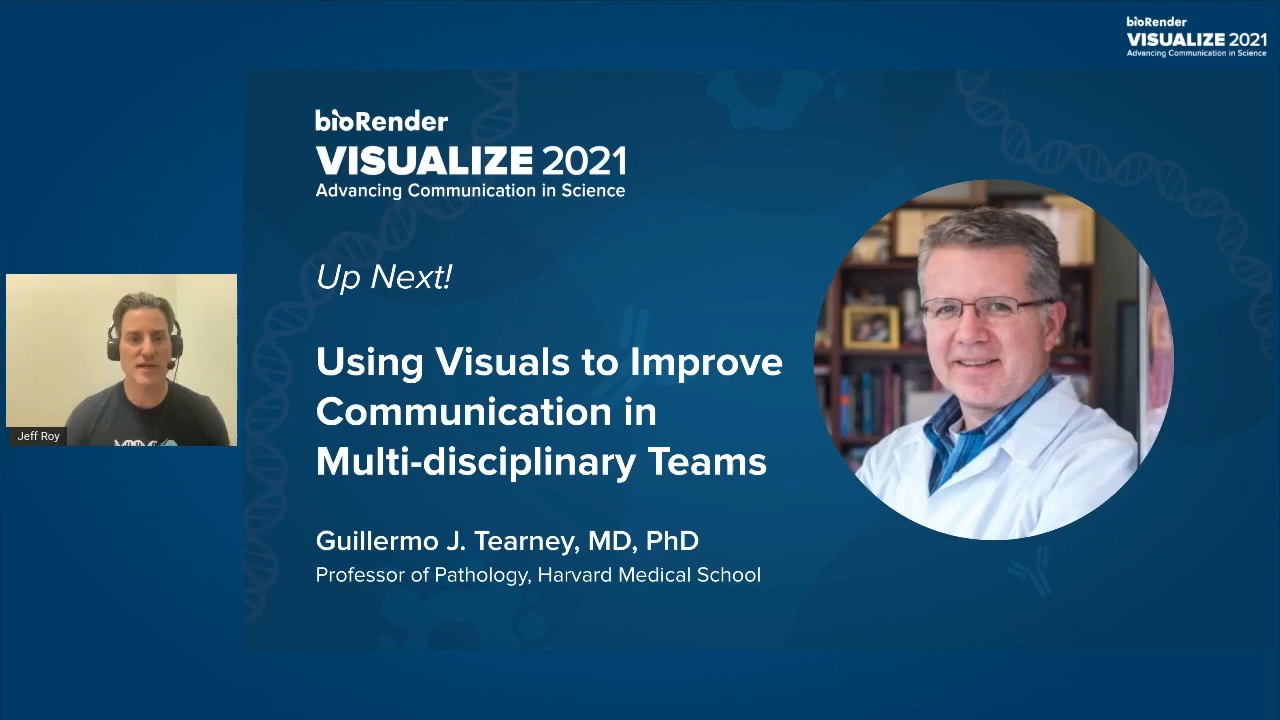 bioRender
VISUALIZE 2021
Advancing Communication in Science
bioRender
VISUALIZE 2021
Advancing Communication in Science
Up Next!
Using Visuals to Improve
Communication in
Multi-disciplinary Teams
Guillermo J. Tearney, MD, PhD
Professor of Pathology, Harvard Medical School
Jeff Roy